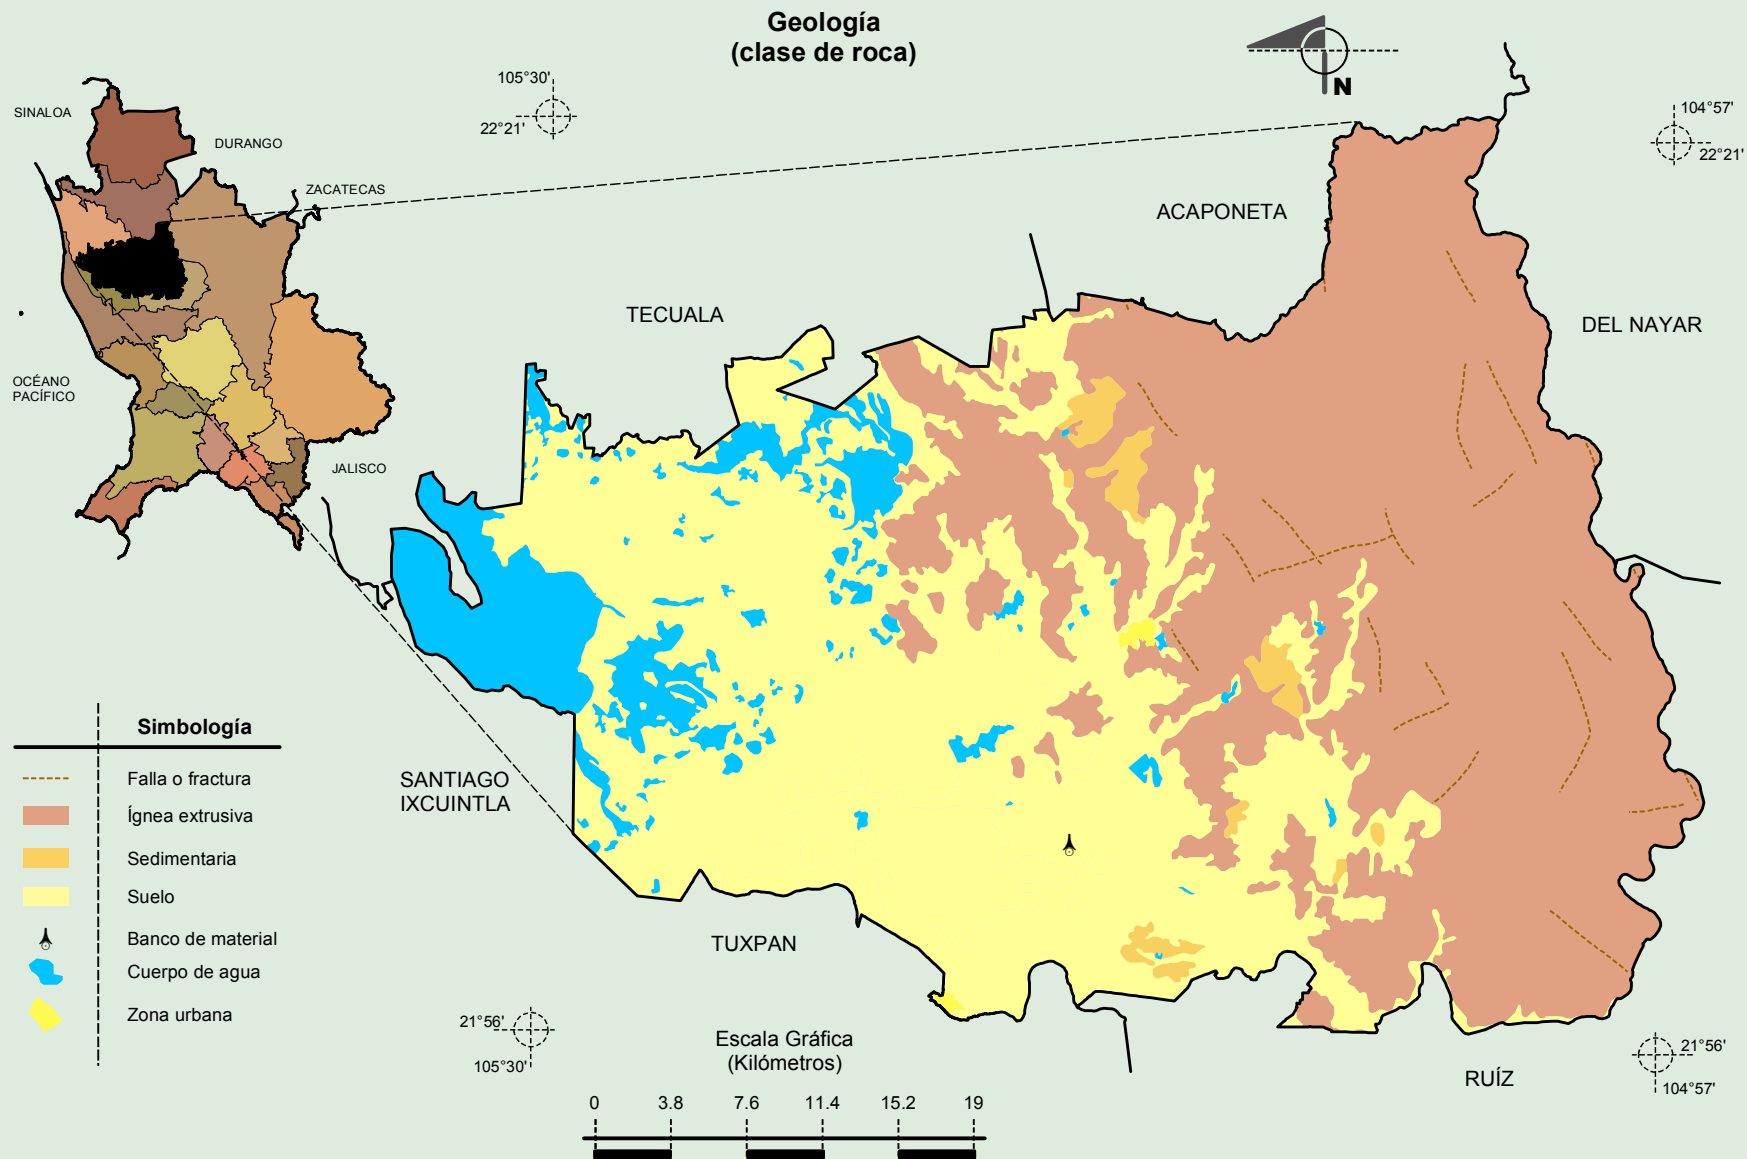 Geología
(clase de roca)
N
105°30'
22°21'
104°57'
22°21'
SINALOA
DURANGO
ZACATECAS
OCÉANO
PACÍFICO
JALISCO
ACAPONETA
TECUALA
DEL NAYAR
SANTIAGO
IXCUINTLA
TUXPAN
RUÍZ
Simbología
Falla o fractura
Ígnea extrusiva
Sedimentaria
Suelo
Banco de material
Cuerpo de agua
Zona urbana
21°56'
105°30'
21°56'
104°57'
Escala Gráfica
(Kilómetros)
0 3.8 7.6 11.4 15.2 19